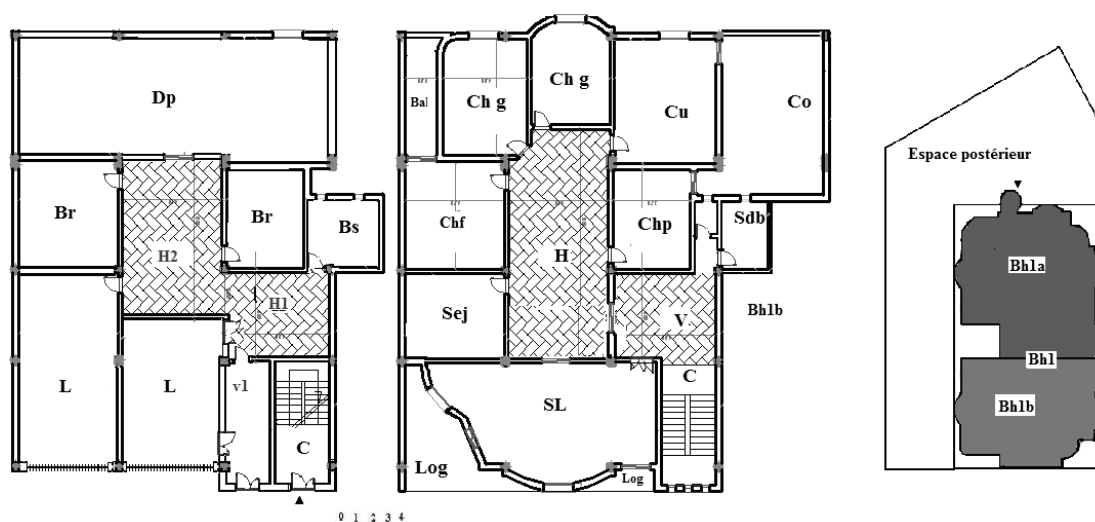 Dp
Br
Br
Bs
H2
H1
L
L
v1
C
Bal
Ch g
Ch g
Cu
Co
Chf
H
Chp
Sdb
Sej
V
Bh1b
SL
C
Log
Log
0 1 2 3 4
Espace postérieur
Bh1a
Bh1
Bh1b